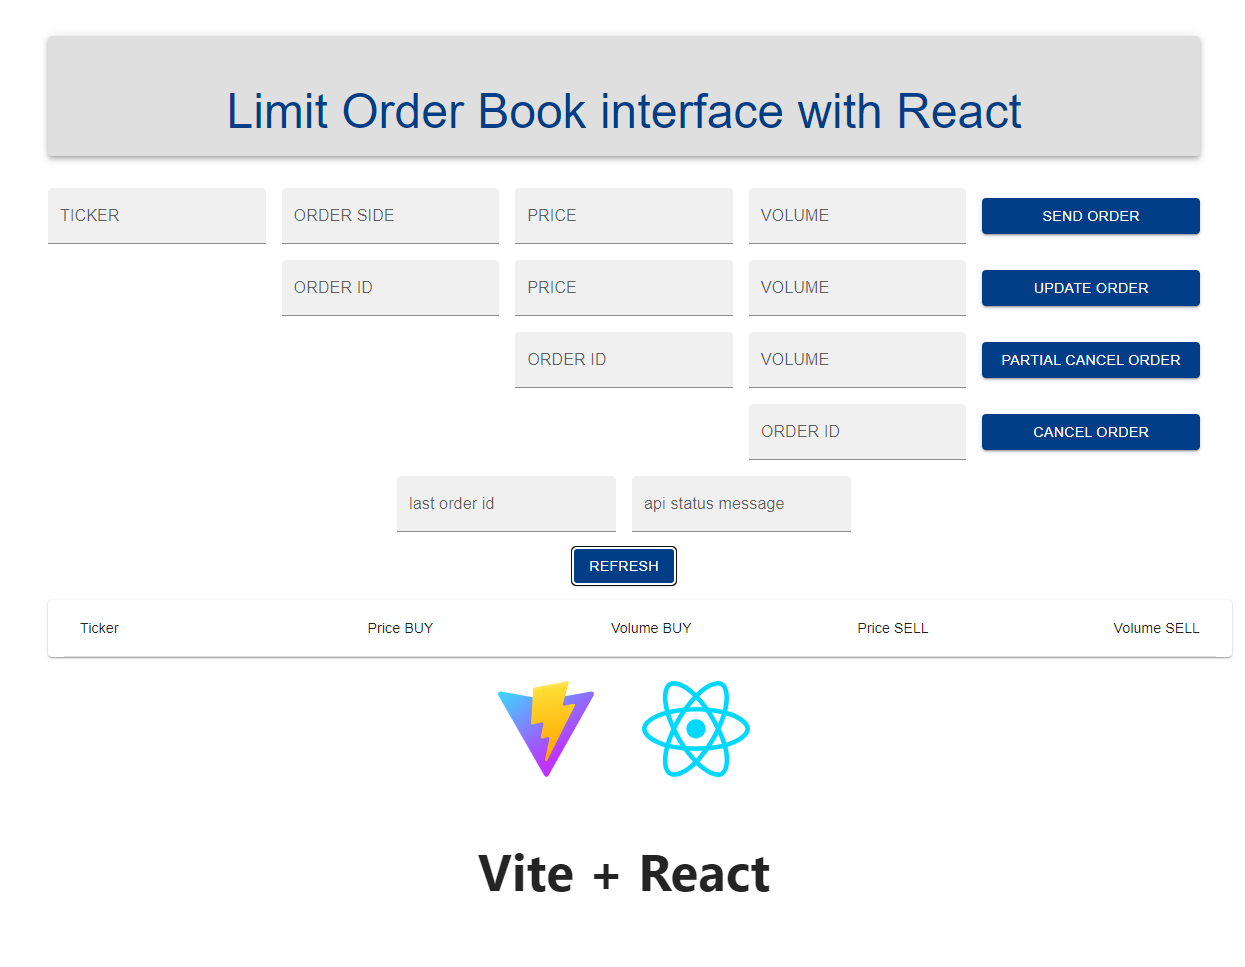 Limit Order Book interface with React
TICKER ORDER SIDE PRICE VOLUME SEND ORDER
ORDER ID PRICE VOLUME UPDATE ORDER
ORDER ID VOLUME PARTIAL CANCEL ORDER
ORDER ID CANCEL ORDER
last order id api status message
REFRESH
Ticker Price BUY Volume BUY Price SELL Volume SELL
Vite + React